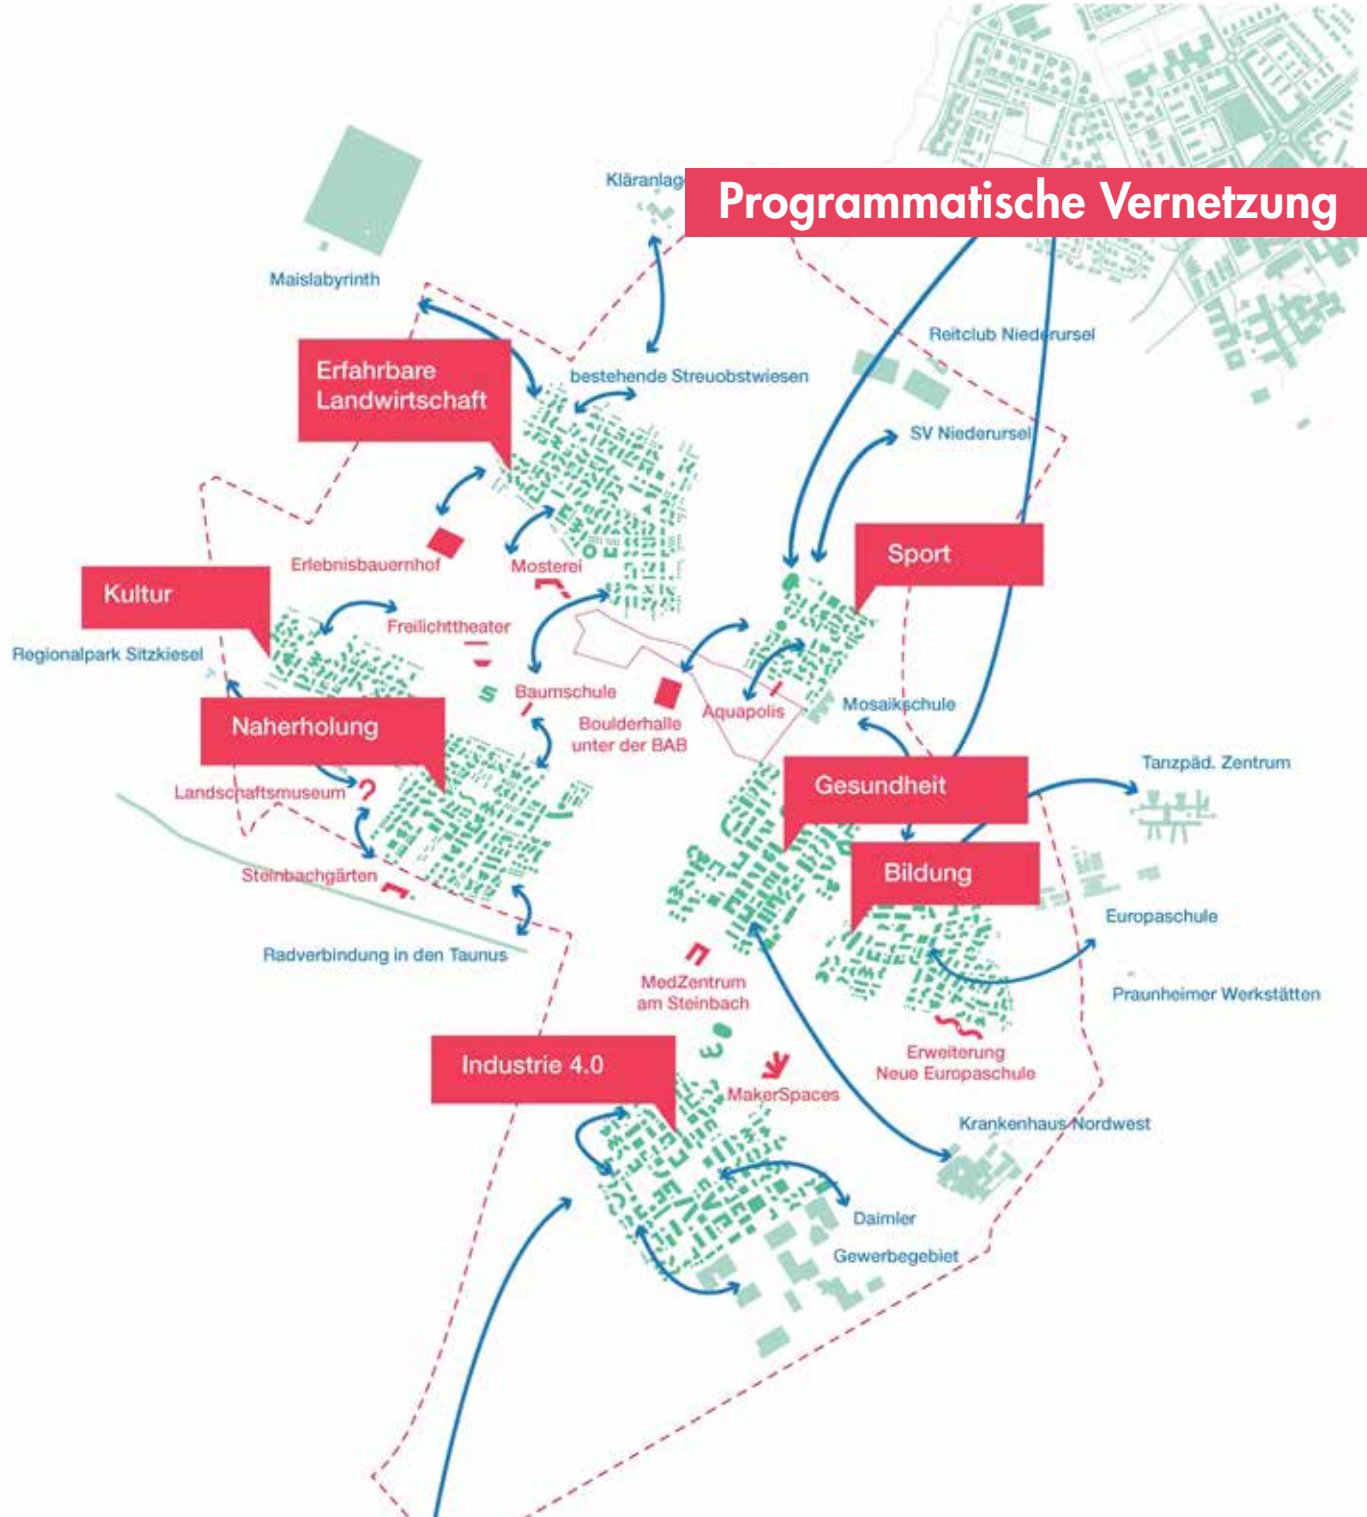 Kläranlag
Programmatische Vernetzung
Maislabyrinth
Reitclub Niederursel
Erfahrbare
Landwirtschaft
bestehende Streuobstwiesen
SV Niederursel
Sport
Erlebnisbauernhof
Mosterei
Kultur
Freilichttheater
Regionalpark Sitzkiesel
Baumschule
Naherholung
Boulderhalle
unter der BAB
Aquapolis
Mosaikschule
Tanzpäd. Zentrum
Landschaftsmuseum
Gesundheit
Steinbachgärten
Bildung
Europaschule
Radverbindung in den Taunus
MedZentrum
am Steinbach
Praunheimer Werkstätten
Industrie 4.0
Erweiterung
Neue Europaschule
MakerSpaces
Krankenhaus Nordwest
Daimler
Gewerbegebiet